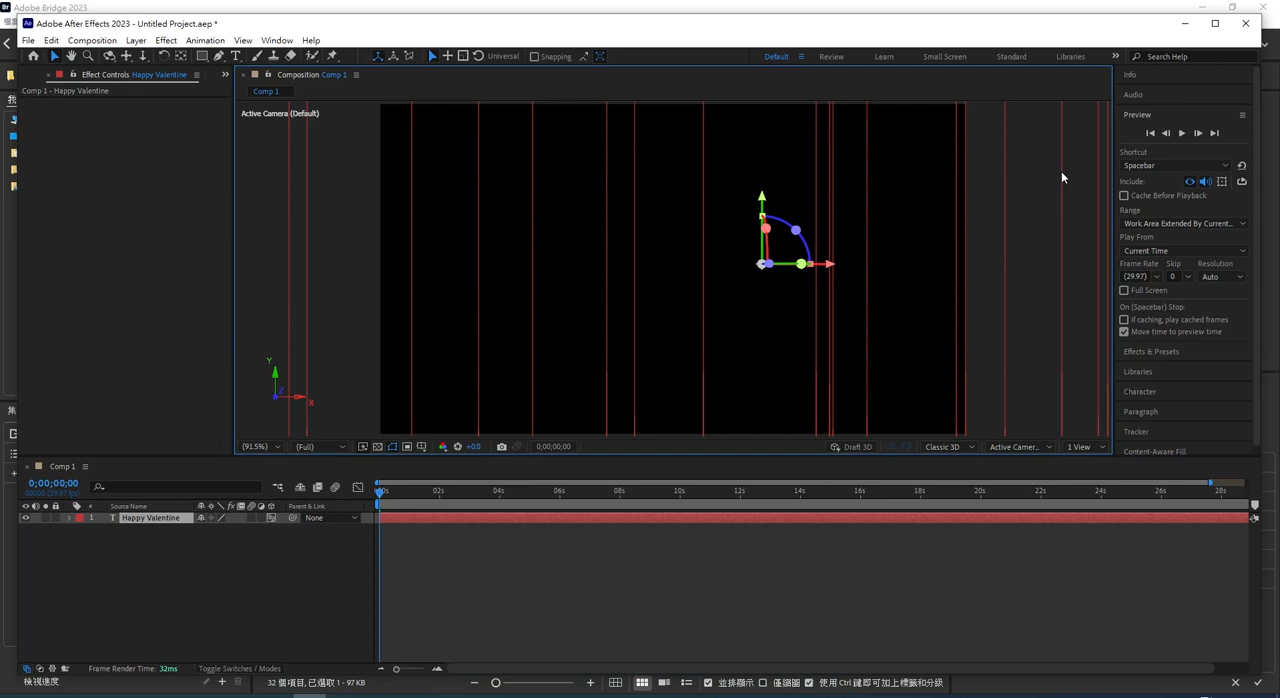 Adobe Bridge 2023
Adobe After Effects 2023 - Untitled Project.aep *
File Edit Composition Layer Effect Animation View Window Help
Universal Snapping Default Review Learn Small Screen Standard Libraries Search Help
Effect Controls Happy Valentine
Comp 1 • Happy Valentine
Composition Comp 1
Comp 1
Active Camera (Default)
Y
Z
X
(91.5%) (Full) +0.0 0;00;00;00 Draft 3D Classic 3D Active Camer... 1 View
Info
Audio
Preview
Shortcut
Spacebar
Include:
Cache Before Playback
Range
Work Area Extended By Current...
Play From
Current Time
Frame Rate Skip Resolution
(29.97) 0 Auto
Full Screen
On (Spacebar) Stop:
If caching, play cached frames
Move time to preview time
Effects & Presets
Libraries
Character
Paragraph
Tracker
Content-Aware Fill
Comp 1
0;00;00;00
00000 (29.97 fps)
02s 04s 06s 08s 10s 12s 14s 16s 18s 20s 22s 24s 26s 28s
# Source Name Parent & Link
1 T Happy Valentine None
Frame Render Time: 32ms Toggle Switches / Modes
檢視進度 32 個項目, 已選取 1 - 97 KB 並排顯示 僅縮圖 使用 Ctrl 鍵即可加上標籤和分級